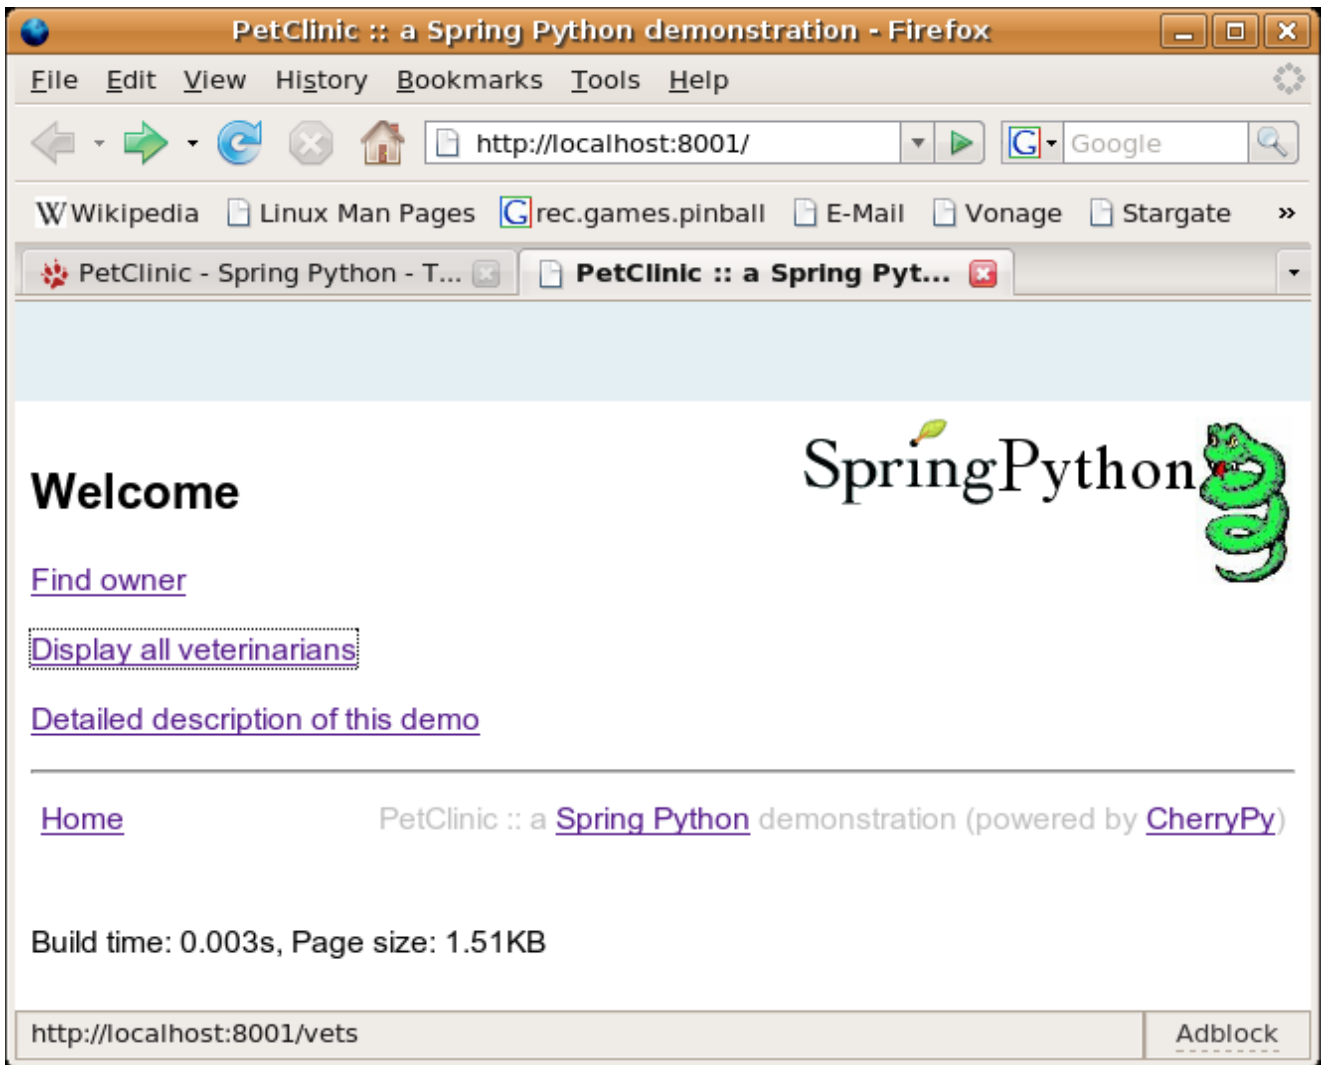 PetClinic :: a Spring Python demonstration - Firefox
File Edit View History Bookmarks Tools Help
http://localhost:8001/ G Google
W Wikipedia Linux Man Pages G rec.games.pinball E-Mail Vonage Stargate »
PetClinic - Spring Python - T... PetClinic :: a Spring Pyt...
SpringPython
Welcome
Find owner
Display all veterinarians
Detailed description of this demo
Home PetClinic :: a Spring Python demonstration (powered by CherryPy)
Build time: 0.003s, Page size: 1.51KB
http://localhost:8001/vets Adblock